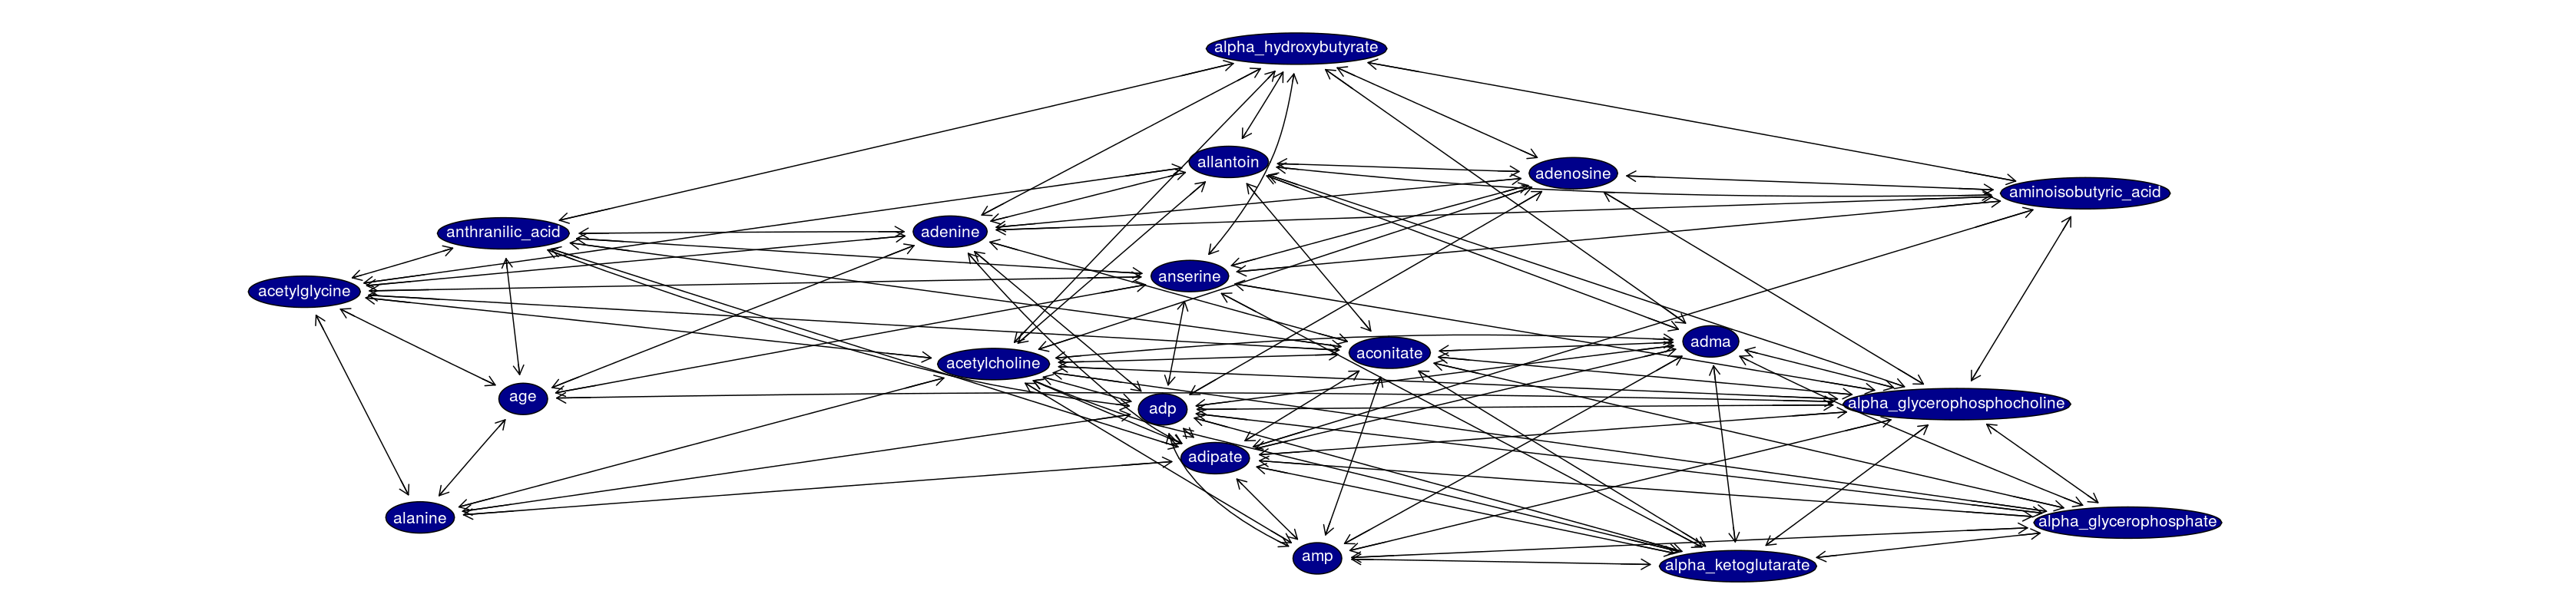 alpha_hydroxybutyrate
allantoin
adenosine
aminoisobutyric_acid
anthranilic_acid
adenine
anserine
acetylglycine
adma
aconitate
acetylcholine
age
alpha_glycerophosphocholine
adp
adipate
alanine
alpha_glycerophosphate
amp
alpha_ketoglutarate